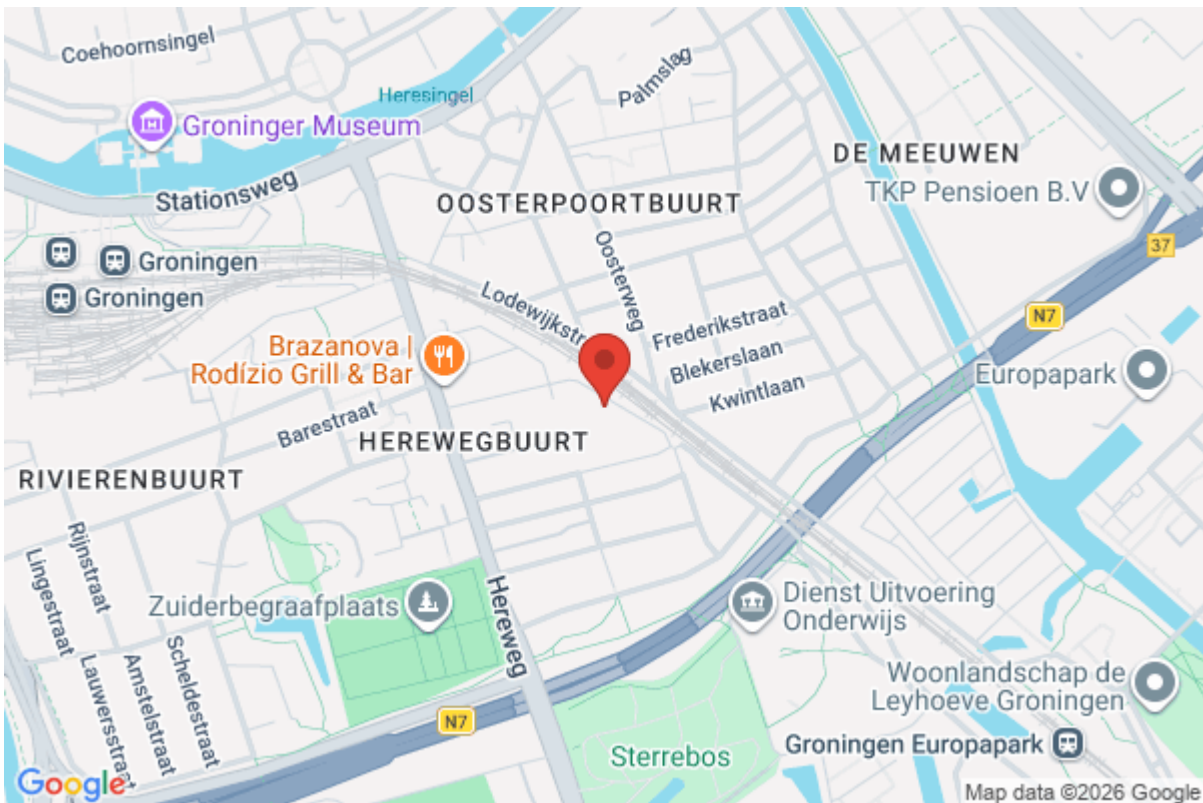 Coehoornsingel
Heresingel
Palmslag
Groninger Museum
DE MEEUWEN
TKP Pensioen B.V
Stationsweg
OOSTERPOORTBUURT
37
Oosterweg
Groningen
Groningen
Lodewijkstr
N7
Frederikstraat
Brazanova |
Rodízio Grill & Bar
Blekerslaan
Europapark
Kwintlaan
Barestraat
HEREWEGBUURT
RIVIERENBUURT
Rijnstraat
Lingestraat
Hereweg
Zuiderbegraafplaats
Dienst Uitvoering
Onderwijs
Scheldestraat
Amstelstraat
Lauwersstraat
Woonlandschap de
Leyhoeve Groningen
N7
Sterrebos
Groningen Europapark
Google
Map data ©2026 Google